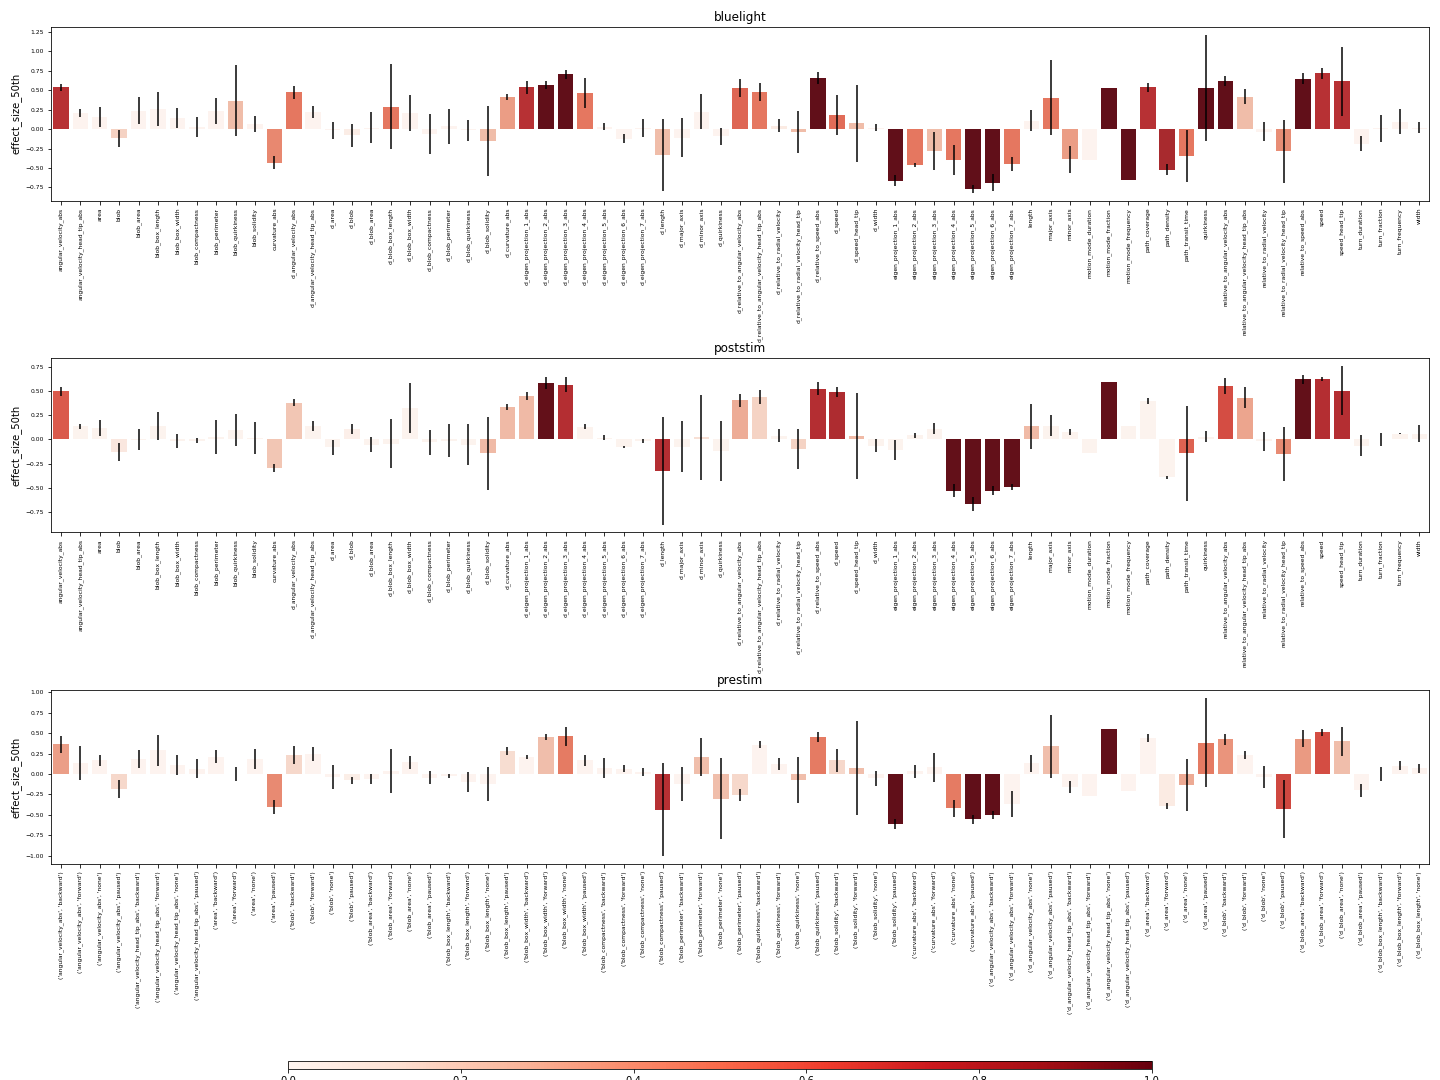 bluelight
effect_size_50th
1.25
1.00
0.75
0.50
0.25
0.00
−0.25
−0.50
−0.75
angular_velocity_abs
angular_velocity_head_tip_abs
area
blob
blob_area
blob_box_length
blob_box_width
blob_compactness
blob_perimeter
blob_quirkiness
blob_solidity
curvature_abs
d_angular_velocity_abs
d_angular_velocity_head_tip_abs
d_area
d_blob
d_blob_area
d_blob_box_length
d_blob_box_width
d_blob_compactness
d_blob_perimeter
d_blob_quirkiness
d_blob_solidity
d_curvature_abs
d_eigen_projection_1_abs
d_eigen_projection_2_abs
d_eigen_projection_3_abs
d_eigen_projection_4_abs
d_eigen_projection_5_abs
d_eigen_projection_6_abs
d_eigen_projection_7_abs
d_length
d_major_axis
d_minor_axis
d_quirkiness
d_relative_to_angular_velocity_abs
d_relative_to_angular_velocity_head_tip_abs
d_relative_to_radial_velocity
d_relative_to_radial_velocity_head_tip
d_relative_to_speed_abs
d_speed
d_speed_head_tip
d_width
eigen_projection_1_abs
eigen_projection_2_abs
eigen_projection_3_abs
eigen_projection_4_abs
eigen_projection_5_abs
eigen_projection_6_abs
eigen_projection_7_abs
length
major_axis
minor_axis
motion_mode_duration
motion_mode_fraction
motion_mode_frequency
path_coverage
path_density
path_transit_time
quirkiness
relative_to_angular_velocity_abs
relative_to_angular_velocity_head_tip_abs
relative_to_radial_velocity
relative_to_radial_velocity_head_tip
relative_to_speed_abs
speed
speed_head_tip
turn_duration
turn_fraction
turn_frequency
width
poststim
effect_size_50th
0.75
0.50
0.25
0.00
−0.25
−0.50
−0.75
angular_velocity_abs
angular_velocity_head_tip_abs
area
blob
blob_area
blob_box_length
blob_box_width
blob_compactness
blob_perimeter
blob_quirkiness
blob_solidity
curvature_abs
d_angular_velocity_abs
d_angular_velocity_head_tip_abs
d_area
d_blob
d_blob_area
d_blob_box_length
d_blob_box_width
d_blob_compactness
d_blob_perimeter
d_blob_quirkiness
d_blob_solidity
d_curvature_abs
d_eigen_projection_1_abs
d_eigen_projection_2_abs
d_eigen_projection_3_abs
d_eigen_projection_4_abs
d_eigen_projection_5_abs
d_eigen_projection_6_abs
d_eigen_projection_7_abs
d_length
d_major_axis
d_minor_axis
d_quirkiness
d_relative_to_angular_velocity_abs
d_relative_to_angular_velocity_head_tip_abs
d_relative_to_radial_velocity
d_relative_to_radial_velocity_head_tip
d_relative_to_speed_abs
d_speed
d_speed_head_tip
d_width
eigen_projection_1_abs
eigen_projection_2_abs
eigen_projection_3_abs
eigen_projection_4_abs
eigen_projection_5_abs
eigen_projection_6_abs
eigen_projection_7_abs
length
major_axis
minor_axis
motion_mode_duration
motion_mode_fraction
motion_mode_frequency
path_coverage
path_density
path_transit_time
quirkiness
relative_to_angular_velocity_abs
relative_to_angular_velocity_head_tip_abs
relative_to_radial_velocity
relative_to_radial_velocity_head_tip
relative_to_speed_abs
speed
speed_head_tip
turn_duration
turn_fraction
turn_frequency
width
prestim
effect_size_50th
1.00
0.75
0.50
0.25
0.00
−0.25
−0.50
−0.75
−1.00
('angular_velocity_abs', 'backward')
('angular_velocity_abs', 'forward')
('angular_velocity_abs', 'none')
('angular_velocity_abs', 'paused')
('angular_velocity_head_tip_abs', 'backward')
('angular_velocity_head_tip_abs', 'forward')
('angular_velocity_head_tip_abs', 'none')
('angular_velocity_head_tip_abs', 'paused')
('area', 'backward')
('area', 'forward')
('area', 'none')
('area', 'paused')
('blob', 'backward')
('blob', 'forward')
('blob', 'none')
('blob', 'paused')
('blob_area', 'backward')
('blob_area', 'forward')
('blob_area', 'none')
('blob_area', 'paused')
('blob_box_length', 'backward')
('blob_box_length', 'forward')
('blob_box_length', 'none')
('blob_box_length', 'paused')
('blob_box_width', 'backward')
('blob_box_width', 'forward')
('blob_box_width', 'none')
('blob_box_width', 'paused')
('blob_compactness', 'backward')
('blob_compactness', 'forward')
('blob_compactness', 'none')
('blob_compactness', 'paused')
('blob_perimeter', 'backward')
('blob_perimeter', 'forward')
('blob_perimeter', 'none')
('blob_perimeter', 'paused')
('blob_quirkiness', 'backward')
('blob_quirkiness', 'forward')
('blob_quirkiness', 'none')
('blob_quirkiness', 'paused')
('blob_solidity', 'backward')
('blob_solidity', 'forward')
('blob_solidity', 'none')
('blob_solidity', 'paused')
('curvature_abs', 'backward')
('curvature_abs', 'forward')
('curvature_abs', 'none')
('curvature_abs', 'paused')
('d_angular_velocity_abs', 'backward')
('d_angular_velocity_abs', 'forward')
('d_angular_velocity_abs', 'none')
('d_angular_velocity_abs', 'paused')
('d_angular_velocity_head_tip_abs', 'backward')
('d_angular_velocity_head_tip_abs', 'forward')
('d_angular_velocity_head_tip_abs', 'none')
('d_angular_velocity_head_tip_abs', 'paused')
('d_area', 'backward')
('d_area', 'forward')
('d_area', 'none')
('d_area', 'paused')
('d_blob', 'backward')
('d_blob', 'forward')
('d_blob', 'none')
('d_blob', 'paused')
('d_blob_area', 'backward')
('d_blob_area', 'forward')
('d_blob_area', 'none')
('d_blob_area', 'paused')
('d_blob_box_length', 'backward')
('d_blob_box_length', 'forward')
('d_blob_box_length', 'none')
0.0
0.2
0.4
0.6
0.8
1.0